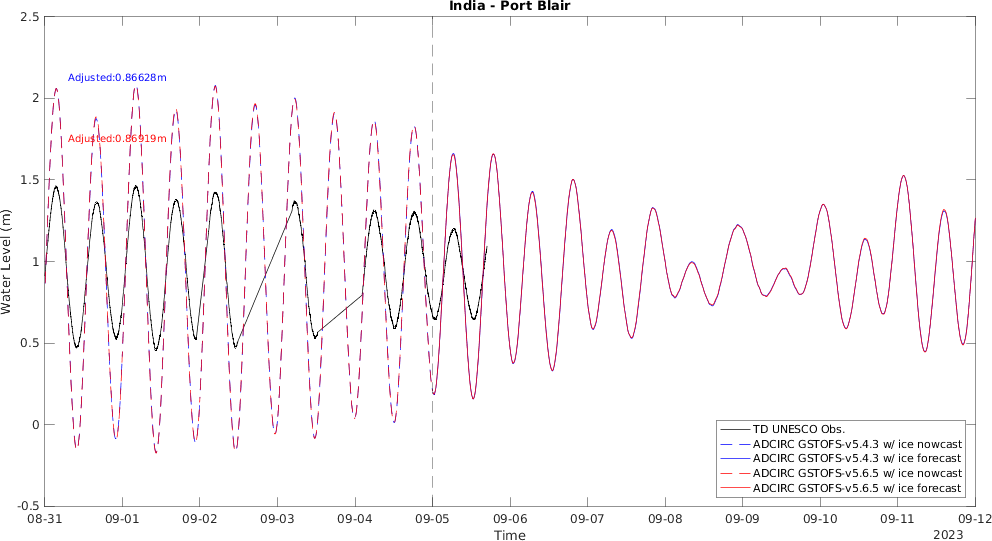 India - Port Blair
2.5
2
1.5
1
0.5
0
-0.5
Water Level (m)
Adjusted:0.86628m
Adjusted:0.86919m
TD UNESCO Obs.
ADCIRC GSTOFS-v5.4.3 w/ ice nowcast
ADCIRC GSTOFS-v5.4.3 w/ ice forecast
ADCIRC GSTOFS-v5.6.5 w/ ice nowcast
ADCIRC GSTOFS-v5.6.5 w/ ice forecast
08-31 09-01 09-02 09-03 09-04 09-05 09-06 09-07 09-08 09-09 09-10 09-11 09-12
Time
2023